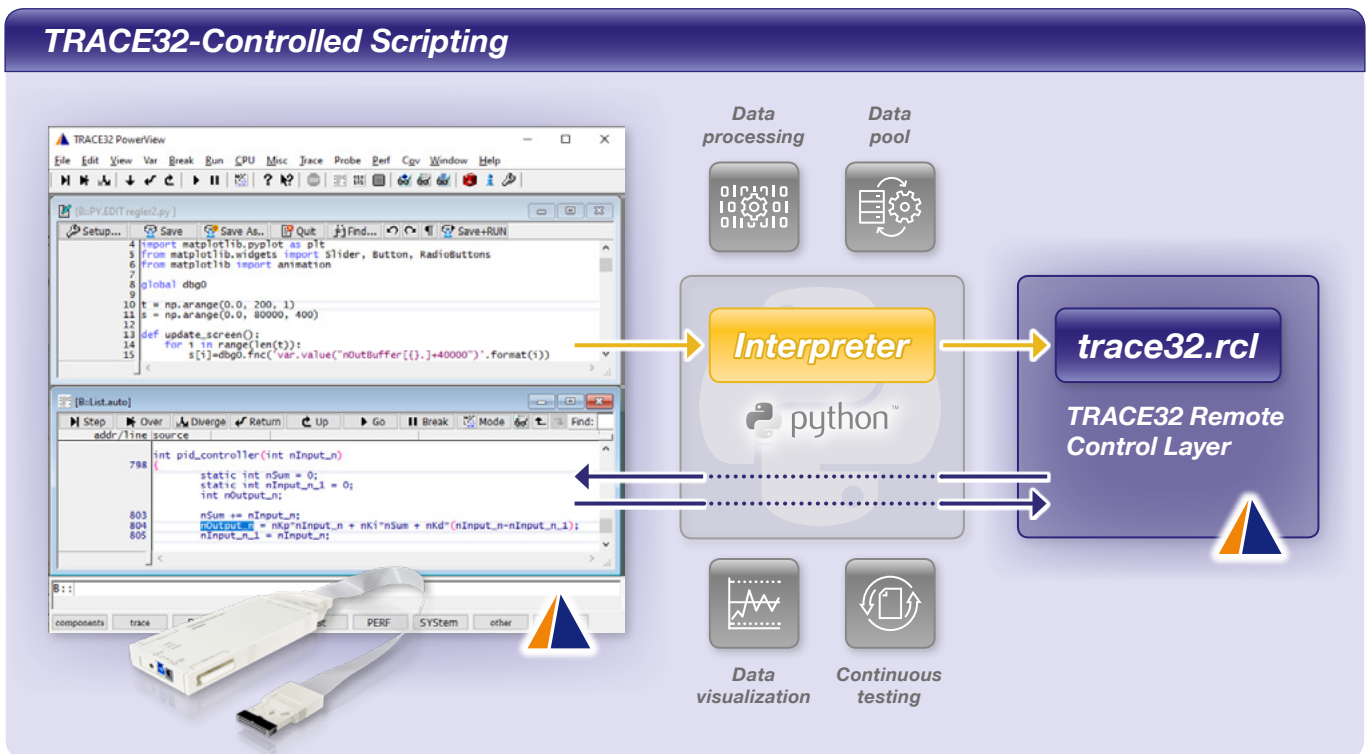 TRACE32-Controlled Scripting
TRACE32 PowerView
File Edit View Var Break Run CPU Misc Trace Probe Perf Cov Window Help
[B::PY.EDIT regler2.py]
Setup... Save Save As.. Quit Find... Save+RUN
4 import matplotlib.pyplot as plt
5 from matplotlib.widgets import Slider, Button, RadioButtons
6 from matplotlib import animation
7
8 global dbg0
9
10 t = np.arange(0.0, 200, 1)
11 s = np.arange(0.0, 80000, 400)
12
13 def update_screen():
14 for i in range(len(t)):
15 s[i]=dbg0.fnc('var.value("nOutBuffer[{}.]+40000")'.format(i))
[B::List.auto]
Step Over Diverge Return Up Go Break Mode Find:
addr/line source
int pid_controller(int nInput_n)
798 {
static int nSum = 0;
static int nInput_n_1 = 0;
int nOutput_n;
803 nSum += nInput_n;
804 nOutput_n = nKp*nInput_n + nKi*nSum + nKd*(nInput_n-nInput_n_1);
805 nInput_n_1 = nInput_n;
B::
components trace PERF SYStem other
Data processing
Data pool
Interpreter
python™
trace32.rcl
TRACE32 Remote
Control Layer
Data
visualization
Continuous
testing